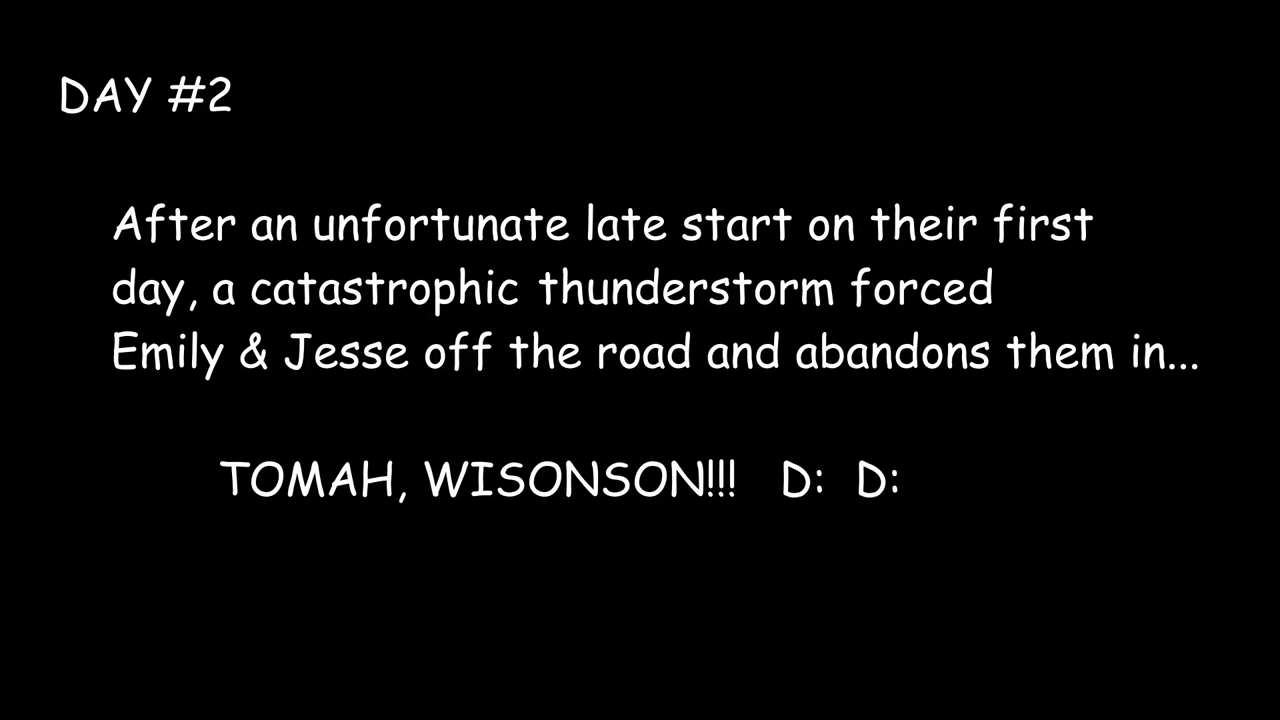 DAY #2
After an unfortunate late start on their first
day, a catastrophic thunderstorm forced
Emily & Jesse off the road and abandons them in...
TOMAH, WISONSON!!! D: D: